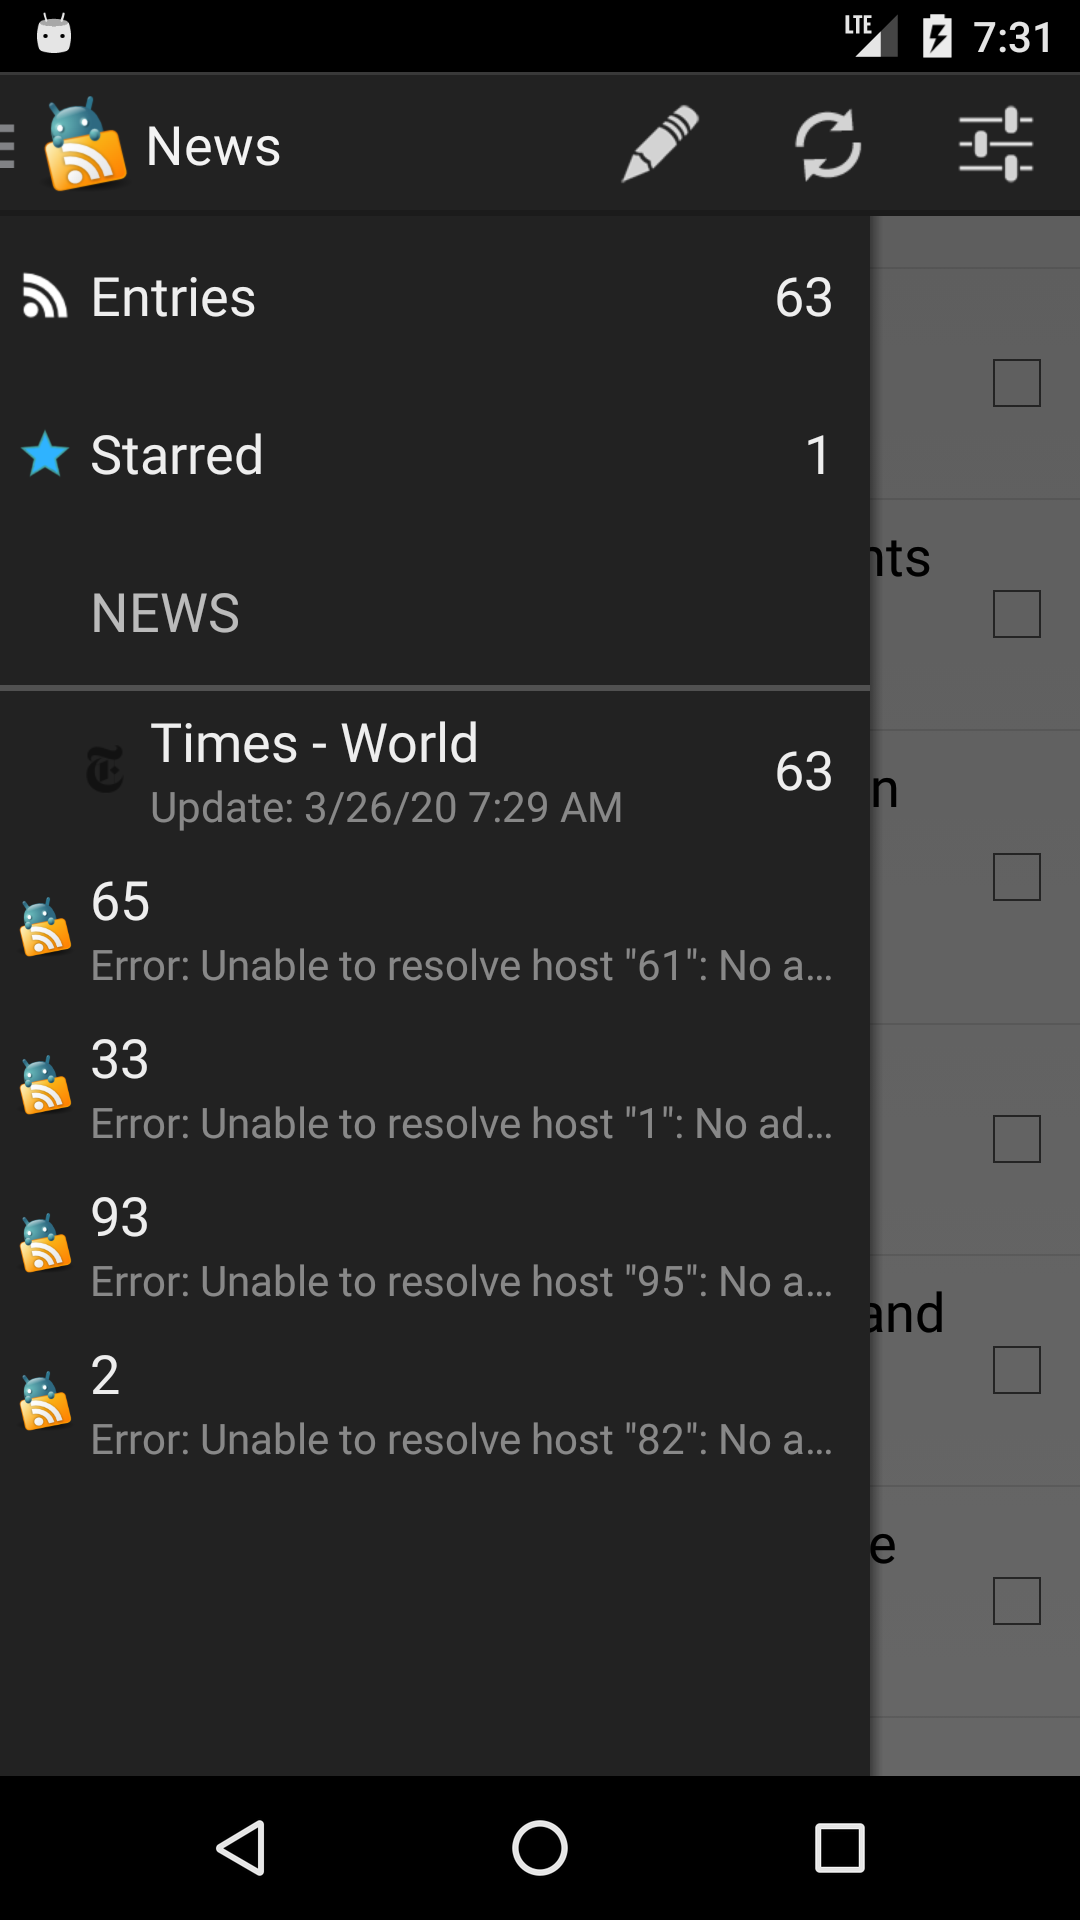 LTE 7:31
News
Entries 63
Starred 1
NEWS
Times - World 63
Update: 3/26/20 7:29 AM
65
Error: Unable to resolve host "61": No a...
33
Error: Unable to resolve host "1": No ad...
93
Error: Unable to resolve host "95": No a...
2
Error: Unable to resolve host "82": No a...
nts
n
and
e